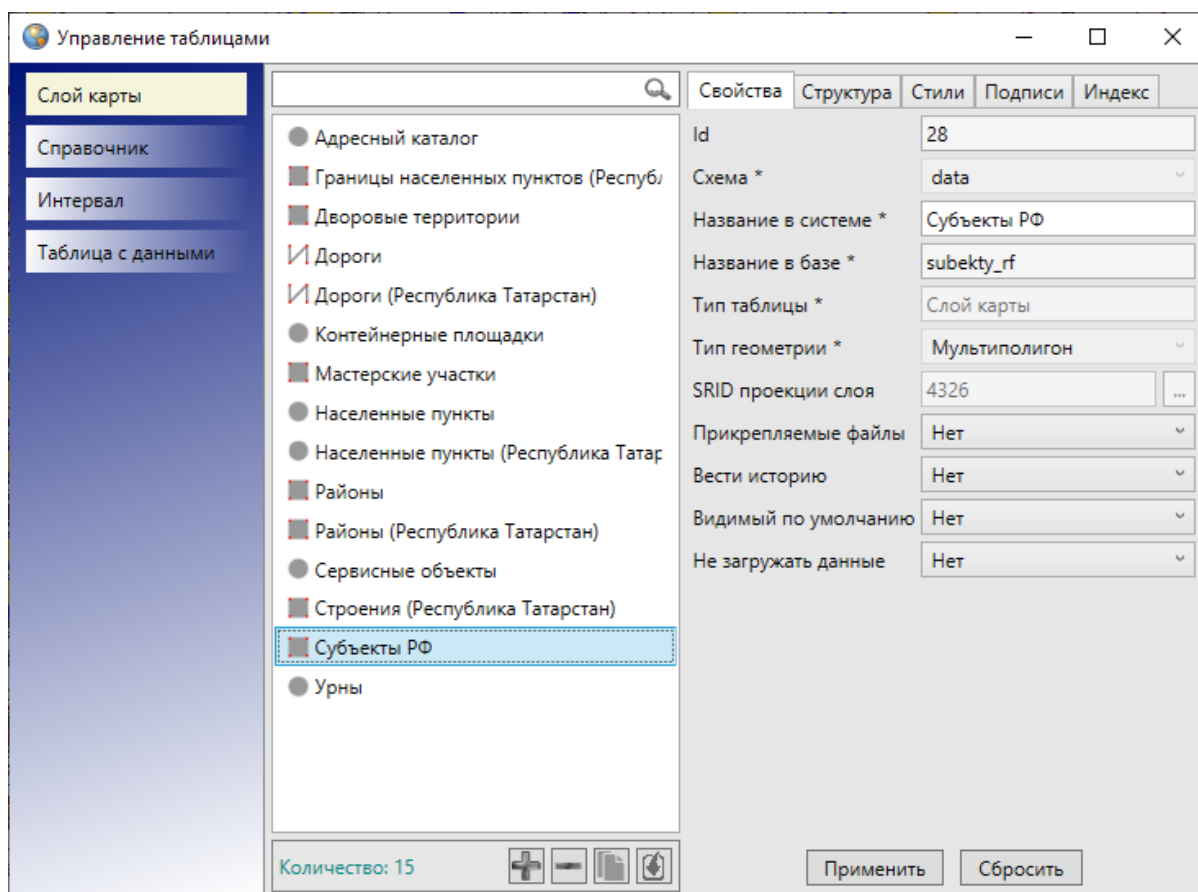 Управление таблицами
Слой карты
Справочник
Интервал
Таблица с данными
Адресный каталог
Границы населенных пунктов (Республ
Дворовые территории
Дороги
Дороги (Республика Татарстан)
Контейнерные площадки
Мастерские участки
Населенные пункты
Населенные пункты (Республика Татар
Районы
Районы (Республика Татарстан)
Сервисные объекты
Строения (Республика Татарстан)
Субъекты РФ
Урны
Количество: 15
Свойства Структура Стили Подписи Индекс
Id 28
Схема * data
Название в системе * Субъекты РФ
Название в базе * subekty_rf
Тип таблицы * Слой карты
Тип геометрии * Мультиполигон
SRID проекции слоя 4326 ...
Прикрепляемые файлы Нет
Вести историю Нет
Видимый по умолчанию Нет
Не загружать данные Нет
Применить Сбросить